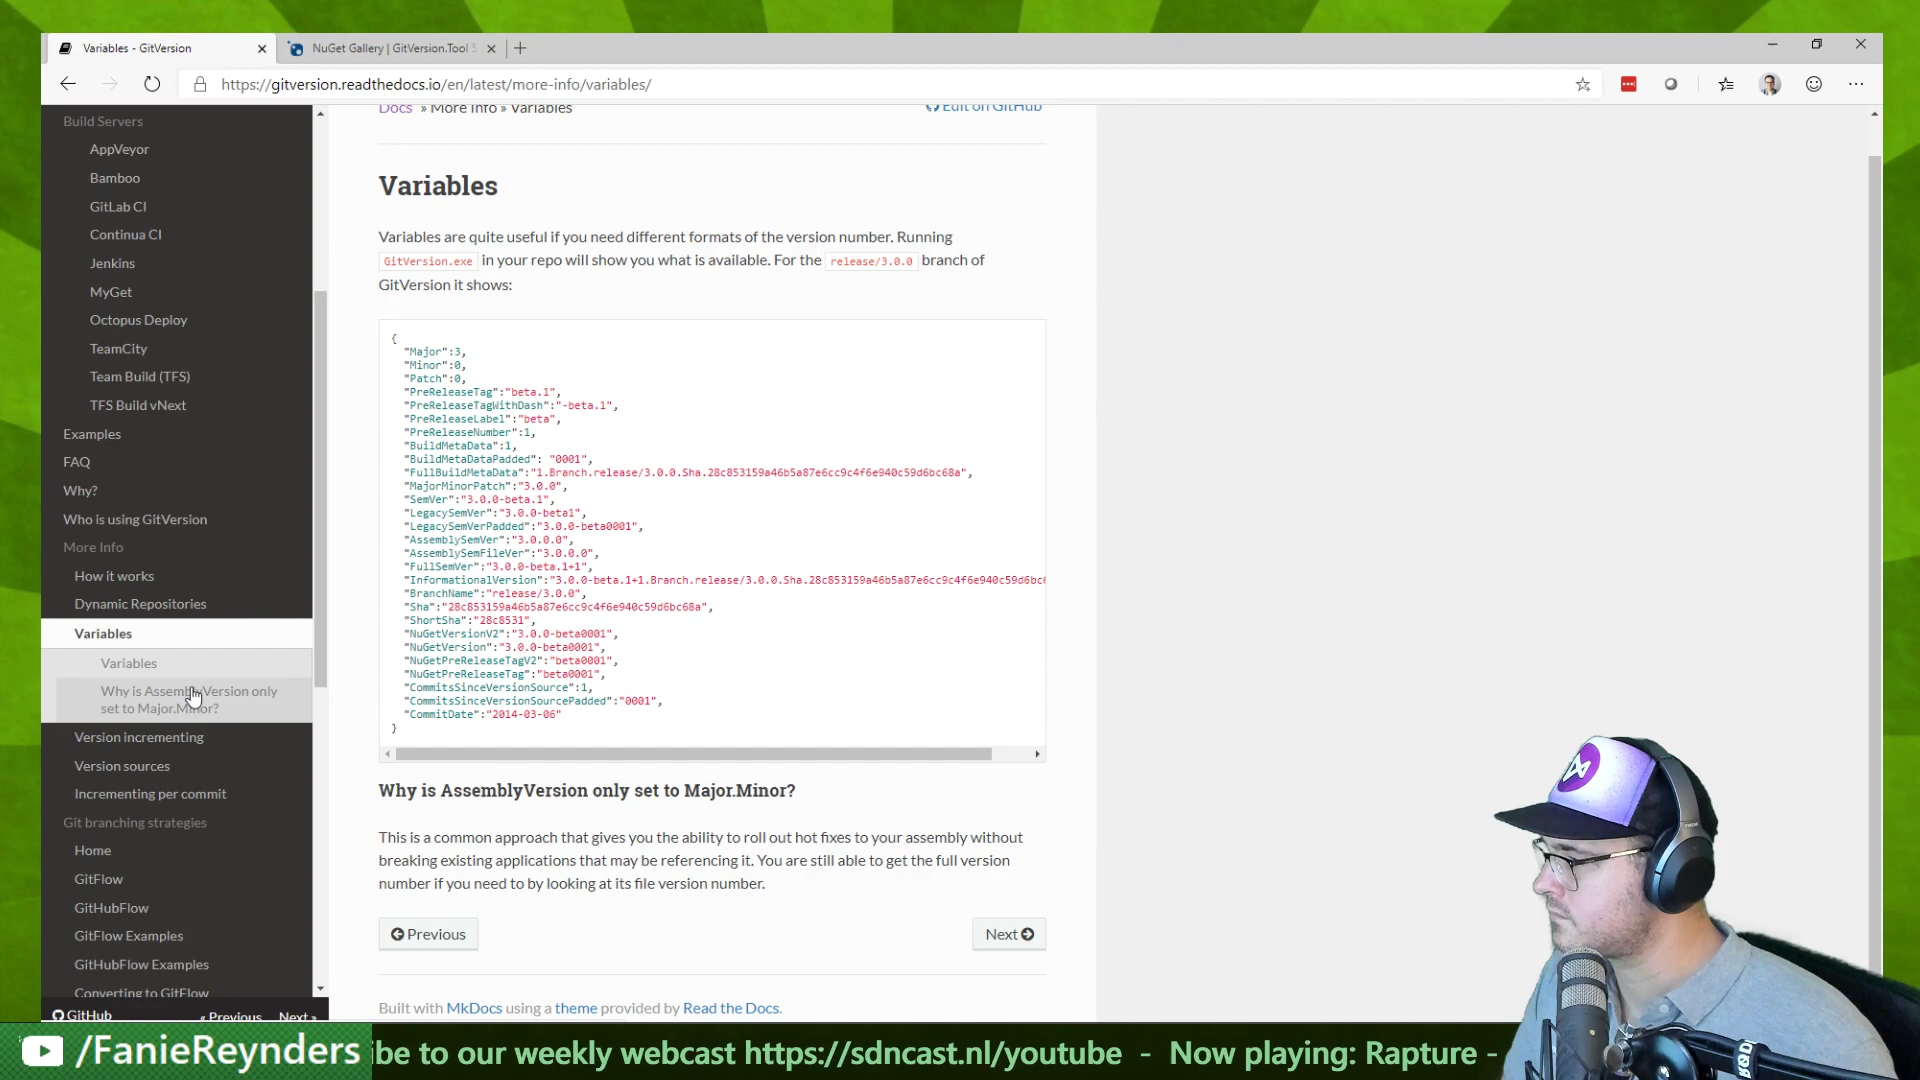 Variables - GitVersion
NuGet Gallery | GitVersion.Tool 5
https://gitversion.readthedocs.io/en/latest/more-info/variables/
Build Servers
AppVeyor
Bamboo
GitLab CI
Continua CI
Jenkins
MyGet
Octopus Deploy
TeamCity
Team Build (TFS)
TFS Build vNext
Examples
FAQ
Why?
Who is using GitVersion
More Info
How it works
Dynamic Repositories
Variables
Variables
Why is AssemblyVersion only
set to Major.Minor?
Version incrementing
Version sources
Incrementing per commit
Git branching strategies
Home
GitFlow
GitHubFlow
GitFlow Examples
GitHubFlow Examples
Converting to GitFlow
GitHub
« Previous
Next »
Docs » More Info » Variables
Edit on GitHub
Variables
Variables are quite useful if you need different formats of the version number. Running
GitVersion.exe in your repo will show you what is available. For the release/3.0.0 branch of
GitVersion it shows:
{
"Major":3,
"Minor":0,
"Patch":0,
"PreReleaseTag":"beta.1",
"PreReleaseTagWithDash":"-beta.1",
"PreReleaseLabel":"beta",
"PreReleaseNumber":1,
"BuildMetaData":1,
"BuildMetaDataPadded": "0001",
"FullBuildMetaData":"1.Branch.release/3.0.0.Sha.28c853159a46b5a87e6cc9c4f6e940c59d6bc68a",
"MajorMinorPatch":"3.0.0",
"SemVer":"3.0.0-beta.1",
"LegacySemVer":"3.0.0-beta1",
"LegacySemVerPadded":"3.0.0-beta0001",
"AssemblySemVer":"3.0.0.0",
"AssemblySemFileVer":"3.0.0.0",
"FullSemVer":"3.0.0-beta.1+1",
"InformationalVersion":"3.0.0-beta.1+1.Branch.release/3.0.0.Sha.28c853159a46b5a87e6cc9c4f6e940c59d6bc6
"BranchName":"release/3.0.0",
"Sha":"28c853159a46b5a87e6cc9c4f6e940c59d6bc68a",
"ShortSha":"28c8531",
"NuGetVersionV2":"3.0.0-beta0001",
"NuGetVersion":"3.0.0-beta0001",
"NuGetPreReleaseTagV2":"beta0001",
"NuGetPreReleaseTag":"beta0001",
"CommitsSinceVersionSource":1,
"CommitsSinceVersionSourcePadded":"0001",
"CommitDate":"2014-03-06"
}
Why is AssemblyVersion only set to Major.Minor?
This is a common approach that gives you the ability to roll out hot fixes to your assembly without
breaking existing applications that may be referencing it. You are still able to get the full version
number if you need to by looking at its file version number.
Previous
Next
Built with MkDocs using a theme provided by Read the Docs.
/FanieReynders
be to our weekly webcast https://sdncast.nl/youtube - Now playing: Rapture -